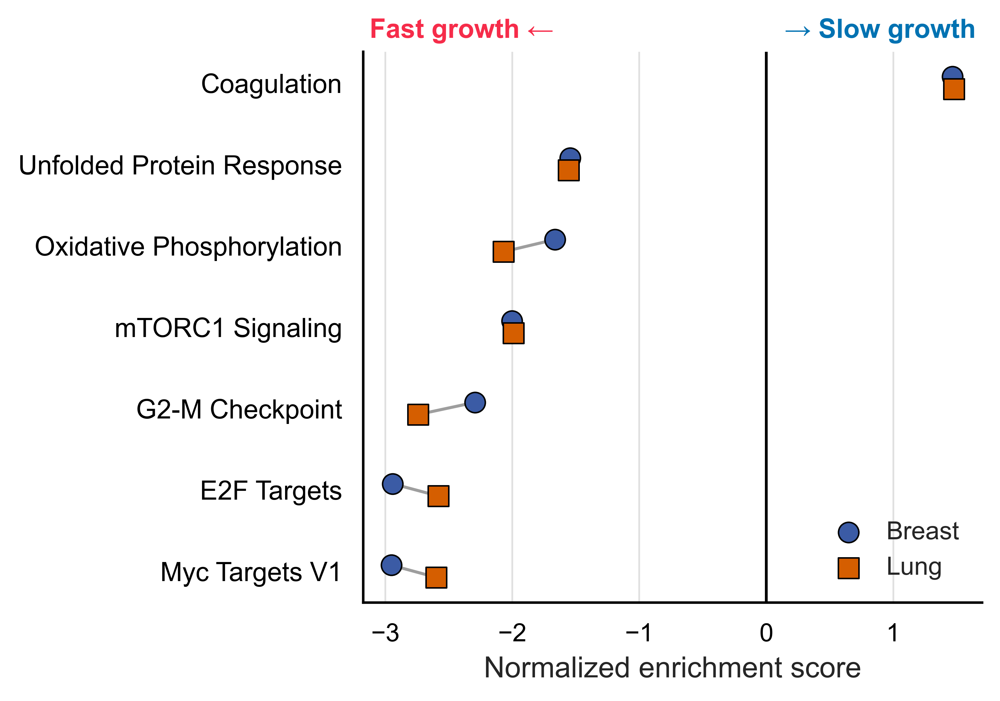 Fast growth ← → Slow growth
Coagulation
Unfolded Protein Response
Oxidative Phosphorylation
mTORC1 Signaling
G2-M Checkpoint
E2F Targets
Myc Targets V1
Breast
Lung
−3 −2 −1 0 1
Normalized enrichment score